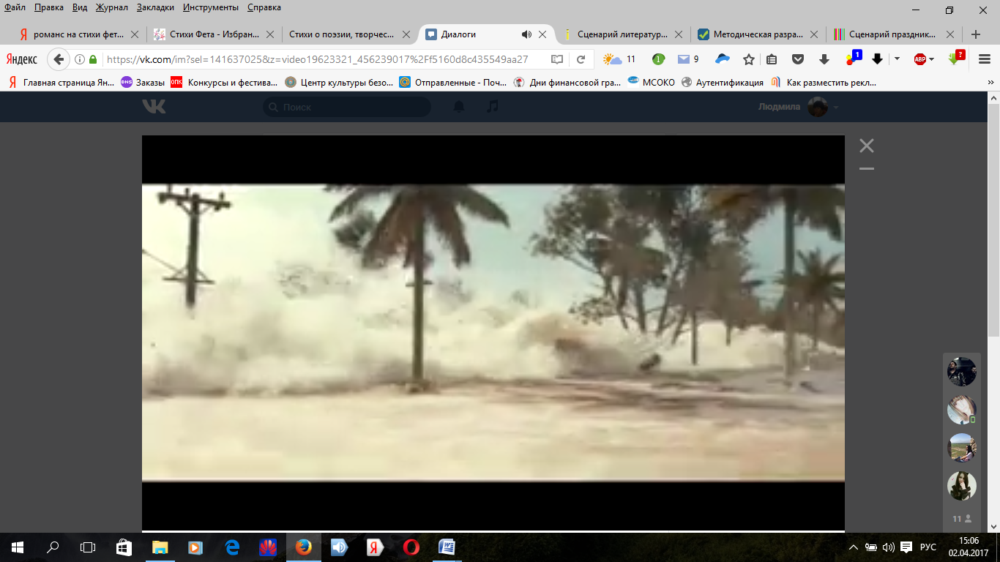 Файл Правка Вид Журнал Закладки Инструменты Справка
Я романс на стихи фет... Стихи Фета - Избран... Стихи о поэзии, творчес... Диалоги Сценарий литератур... Методическая разра... Сценарий праздник...
Яндекс https://vk.com/im?sel=141637025&z=video19623321_456239017%2Ff5160d8c435549aa27 11 1 9 1 ABP ?
Я Главная страница Ян... DNS Заказы ОПК Конкурсы и фестива... Центр культуры безо... Отправленные - Поч... Дни финансовой гра... МСОКО Аутентификация Как разместить рекл... »
Поиск Людмила
11
15:06
РУС
02.04.2017